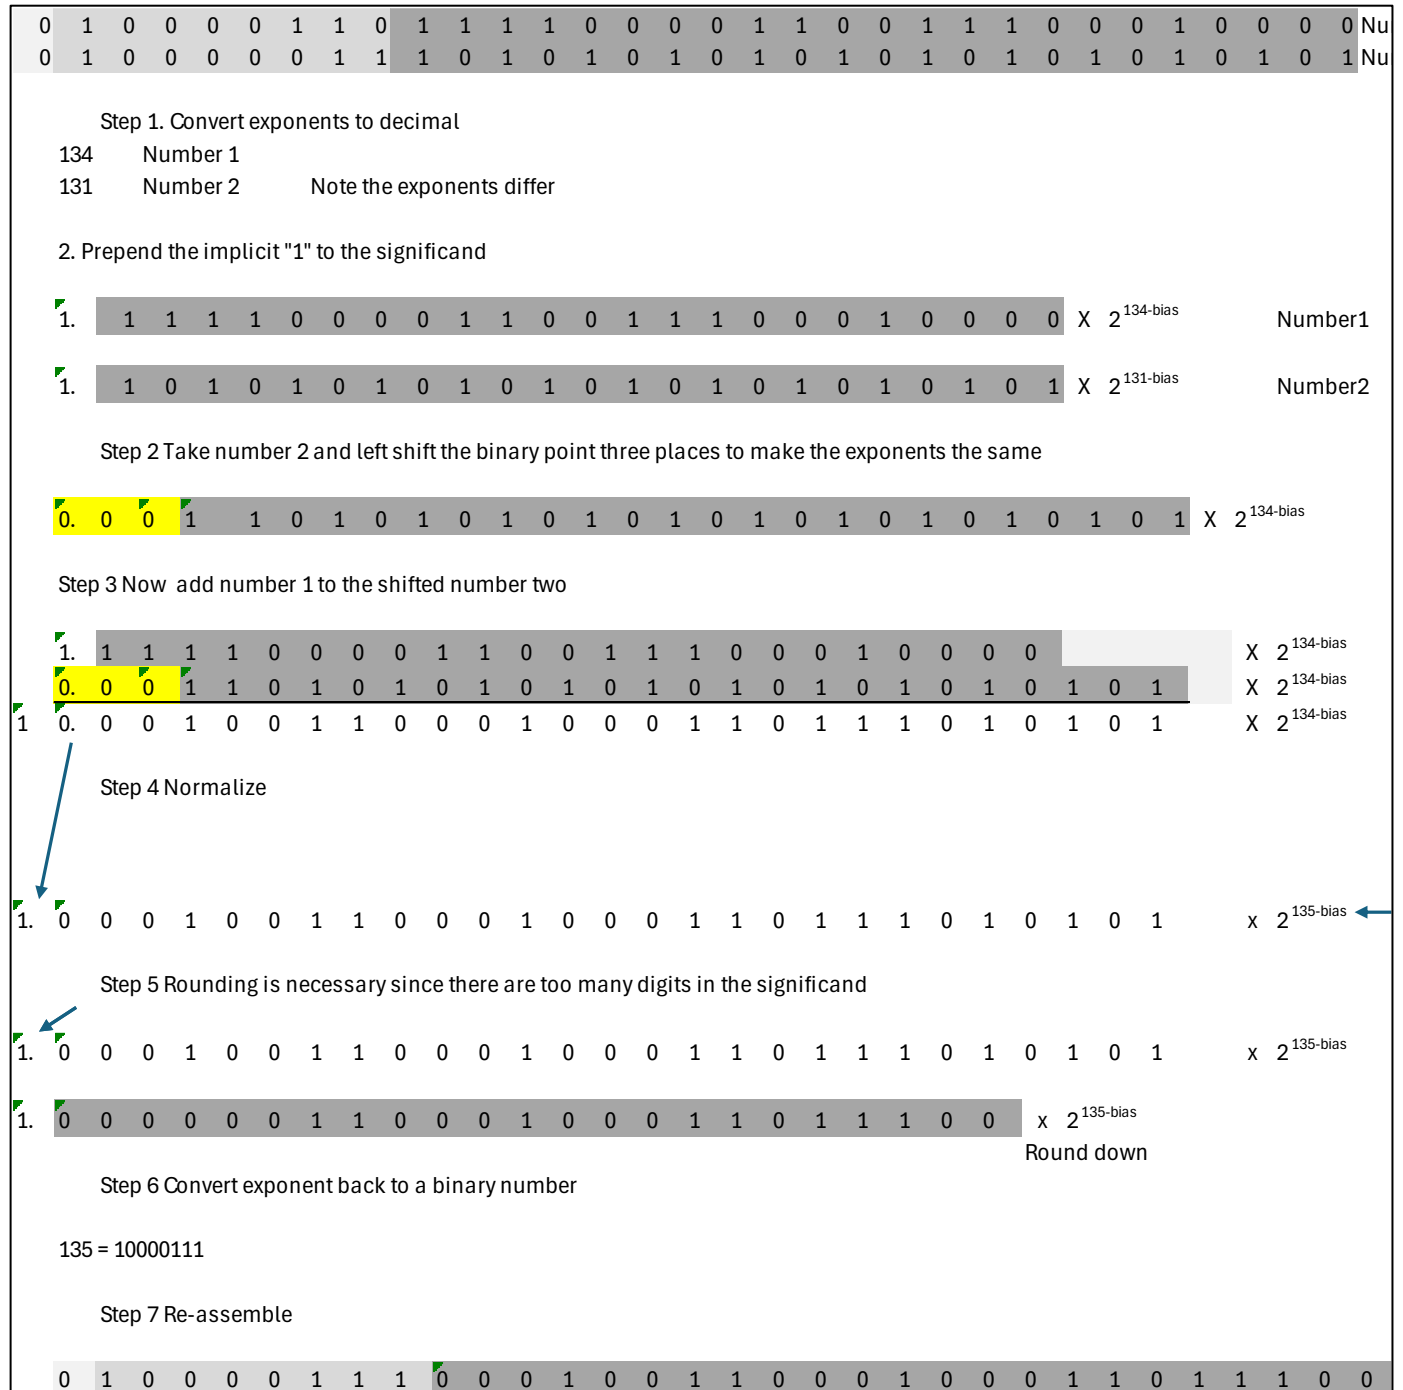 0 1 0 0 0 0 1 1 0 1 1 1 1 0 0 0 0 1 1 0 0 1 1 1 0 0 0 1 0 0 0 0 Nu
0 1 0 0 0 0 0 1 1 1 0 1 0 1 0 1 0 1 0 1 0 1 0 1 0 1 0 1 0 1 0 1 Nu
Step 1. Convert exponents to decimal
134 Number 1
131 Number 2 Note the exponents differ
2. Prepend the implicit "1" to the significand
1. 1 1 1 1 0 0 0 0 1 1 0 0 1 1 1 0 0 0 1 0 0 0 0 X 2^134-bias Number1
1. 1 0 1 0 1 0 1 0 1 0 1 0 1 0 1 0 1 0 1 0 1 0 1 X 2^131-bias Number2
Step 2 Take number 2 and left shift the binary point three places to make the exponents the same
0. 0 0 1 1 0 1 0 1 0 1 0 1 0 1 0 1 0 1 0 1 0 1 0 1 0 1 X 2^134-bias
Step 3 Now add number 1 to the shifted number two
1. 1 1 1 1 0 0 0 0 1 1 0 0 1 1 1 0 0 0 1 0 0 0 0 X 2^134-bias
0. 0 0 1 1 0 1 0 1 0 1 0 1 0 1 0 1 0 1 0 1 0 1 0 1 0 1 X 2^134-bias
1 0. 0 0 1 0 0 1 1 0 0 0 1 0 0 0 1 1 0 1 1 1 0 1 0 1 0 1 X 2^134-bias
Step 4 Normalize
1. 0 0 0 1 0 0 1 1 0 0 0 1 0 0 0 1 1 0 1 1 1 0 1 0 1 0 1 x 2^135-bias
Step 5 Rounding is necessary since there are too many digits in the significand
1. 0 0 0 1 0 0 1 1 0 0 0 1 0 0 0 1 1 0 1 1 1 0 1 0 1 0 1 x 2^135-bias
1. 0 0 0 0 0 0 1 1 0 0 0 1 0 0 0 1 1 0 1 1 1 0 0 x 2^135-bias
Round down
Step 6 Convert exponent back to a binary number
135 = 10000111
Step 7 Re-assemble
0 1 0 0 0 0 1 1 1 0 0 0 1 0 0 1 1 0 0 0 1 0 0 0 1 1 0 1 1 1 0 0